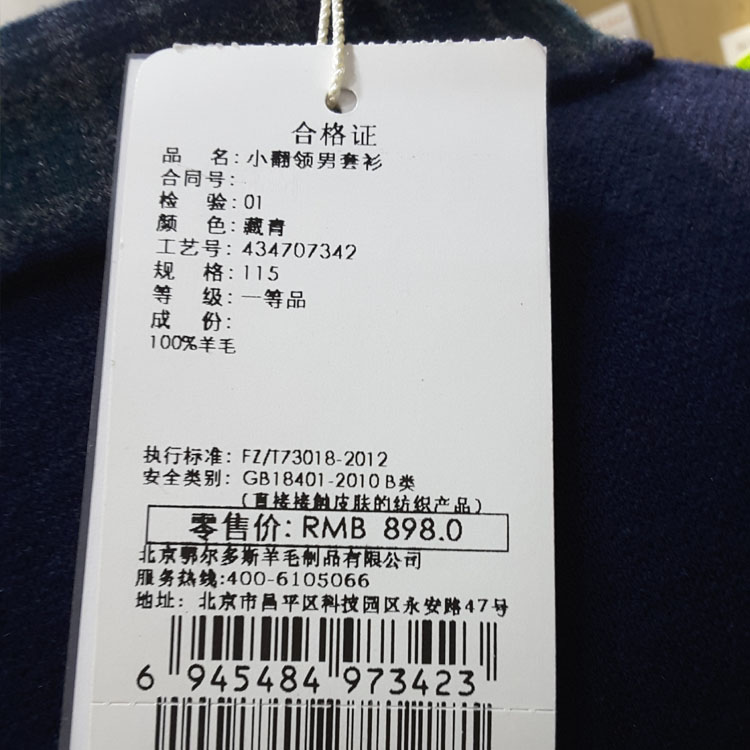 合格证
品 名: 小翻领男套衫
合同号:
检 验: 01
颜 色: 藏青
工艺号: 434707342
规 格: 115
等 级: 一等品
成 份:
100%羊毛
执行标准: FZ/T73018-2012
安全类别: GB18401-2010 B类
(直接接触皮肤的纺织产品)
零售价: RMB 898.0
北京鄂尔多斯羊毛制品有限公司
服务热线:400-6105066
地址: 北京市昌平区科技园区永安路47号
6 945484 973423